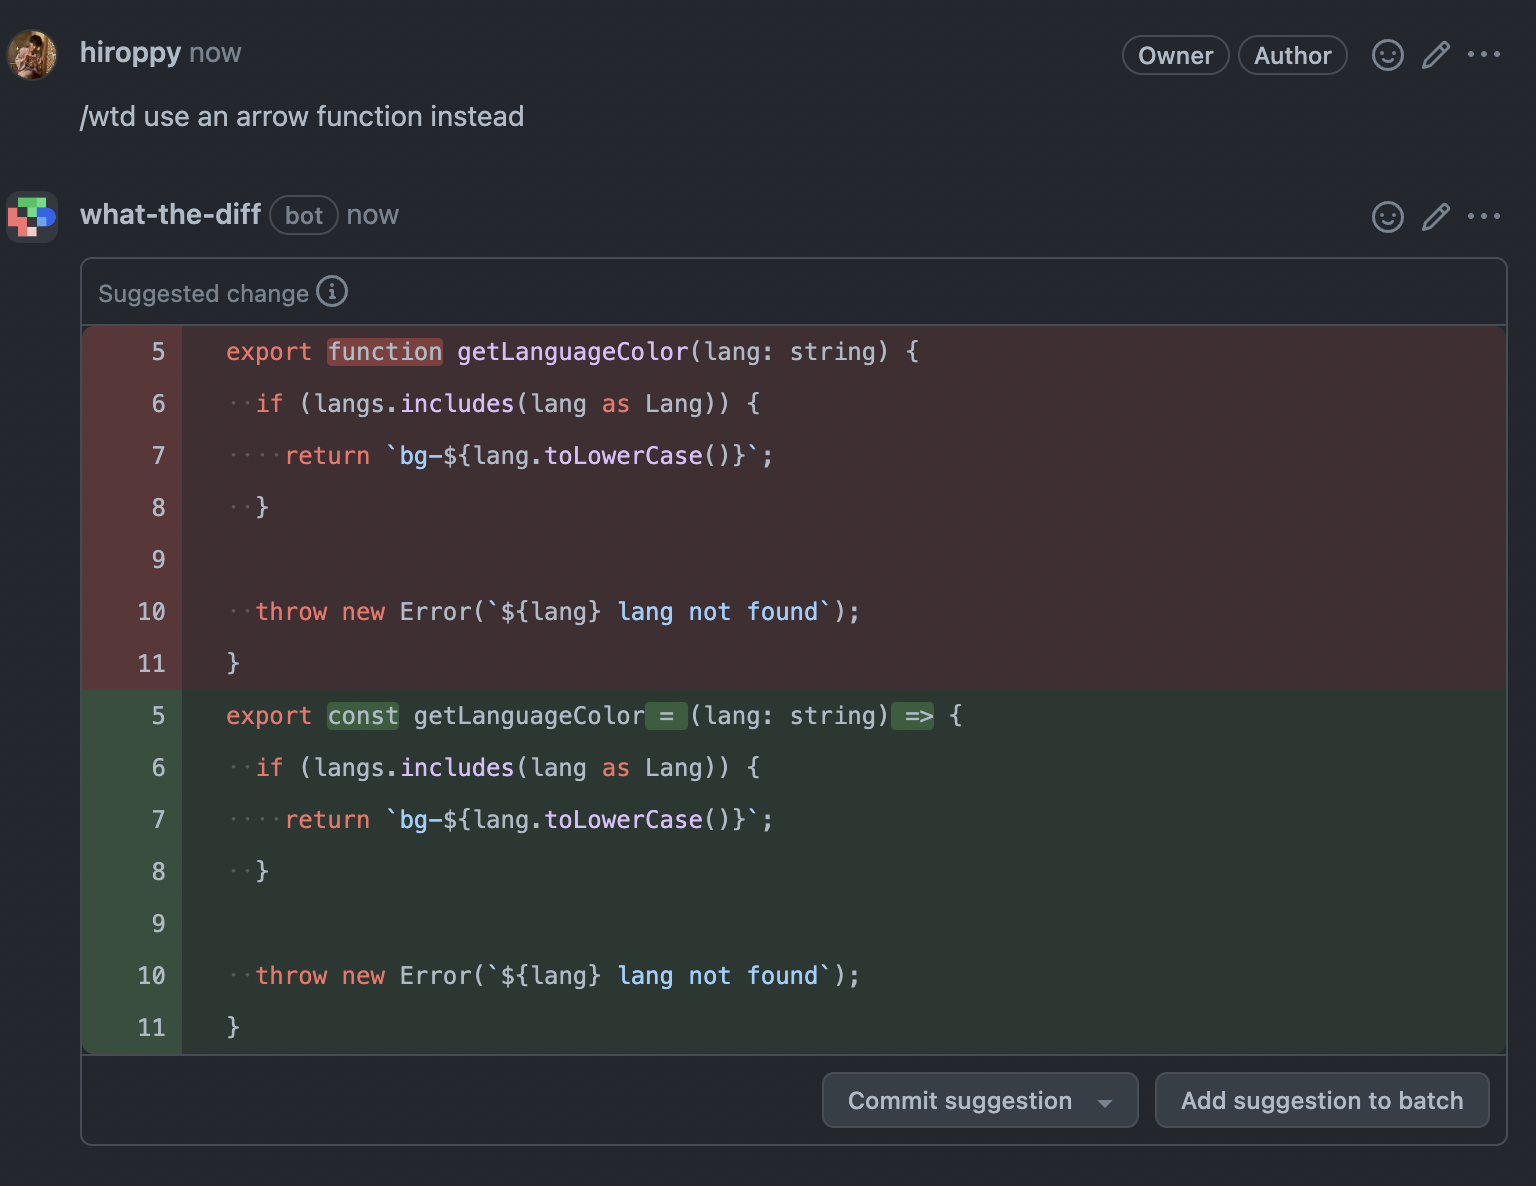 hiroppy now
Owner
Author
/wtd use an arrow function instead
what-the-diff bot now
Suggested change
5 export function getLanguageColor(lang: string) {
6 ··if (langs.includes(lang as Lang)) {
7 ····return `bg-${lang.toLowerCase()}`;
8 ··}
9
10 ··throw new Error(`${lang} lang not found`);
11 }
5 export const getLanguageColor = (lang: string) => {
6 ··if (langs.includes(lang as Lang)) {
7 ····return `bg-${lang.toLowerCase()}`;
8 ··}
9
10 ··throw new Error(`${lang} lang not found`);
11 }
Commit suggestion
Add suggestion to batch